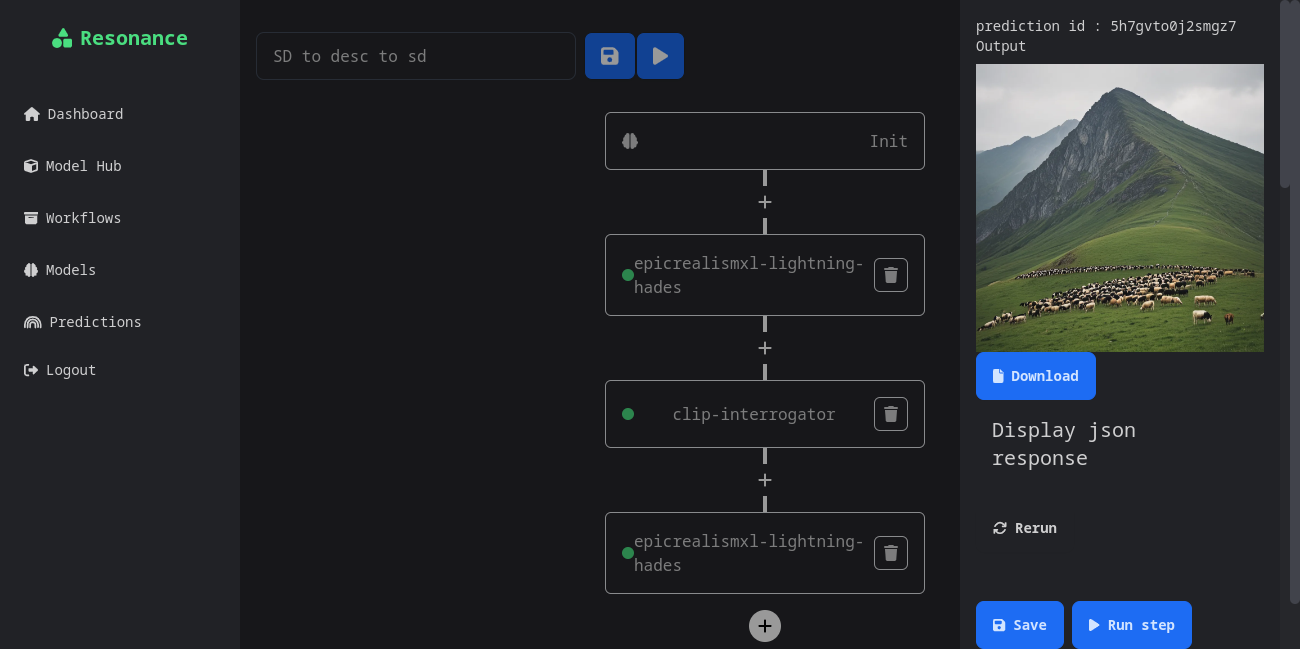 Resonance
Dashboard
Model Hub
Workflows
Models
Predictions
Logout
SD to desc to sd
Init
epicrealismxl-lightning-
hades
clip-interrogator
epicrealismxl-lightning-
hades
prediction id : 5h7gvto0j2smgz7
Output
Download
Display json
response
Rerun
Save
Run step